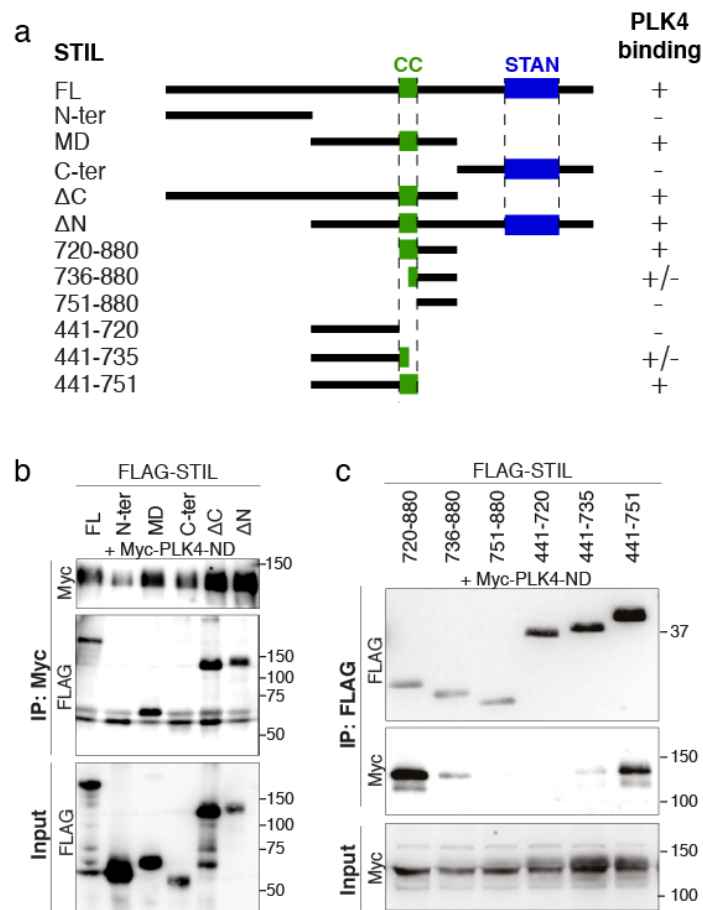 a
STIL
PLK4
binding
CC
STAN
FL +
N-ter -
MD +
C-ter -
ΔC +
ΔN +
720-880 +
736-880 +/-
751-880 -
441-720 -
441-735 +/-
441-751 +
b
FLAG-STIL
FL N-ter MD C-ter ΔC ΔN
+ Myc-PLK4-ND
IP: Myc
Myc
150
FLAG
150
100
75
50
Input
FLAG
150
100
75
50
c
FLAG-STIL
720-880 736-880 751-880 441-720 441-735 441-751
+ Myc-PLK4-ND
IP: FLAG
FLAG
37
Myc
150
100
Input
Myc
150
100